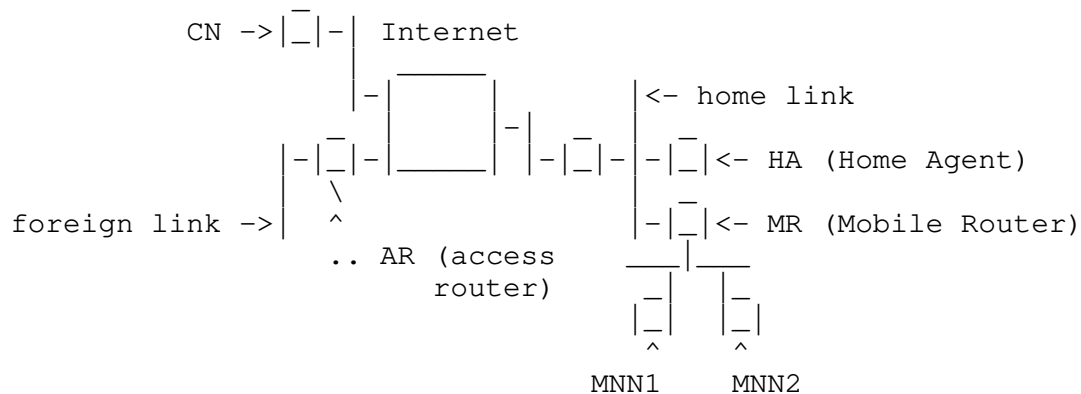 CN -> Internet
<- home link
<- HA (Home Agent)
foreign link -> <- MR (Mobile Router)
.. AR (access
router)
MNN1 MNN2